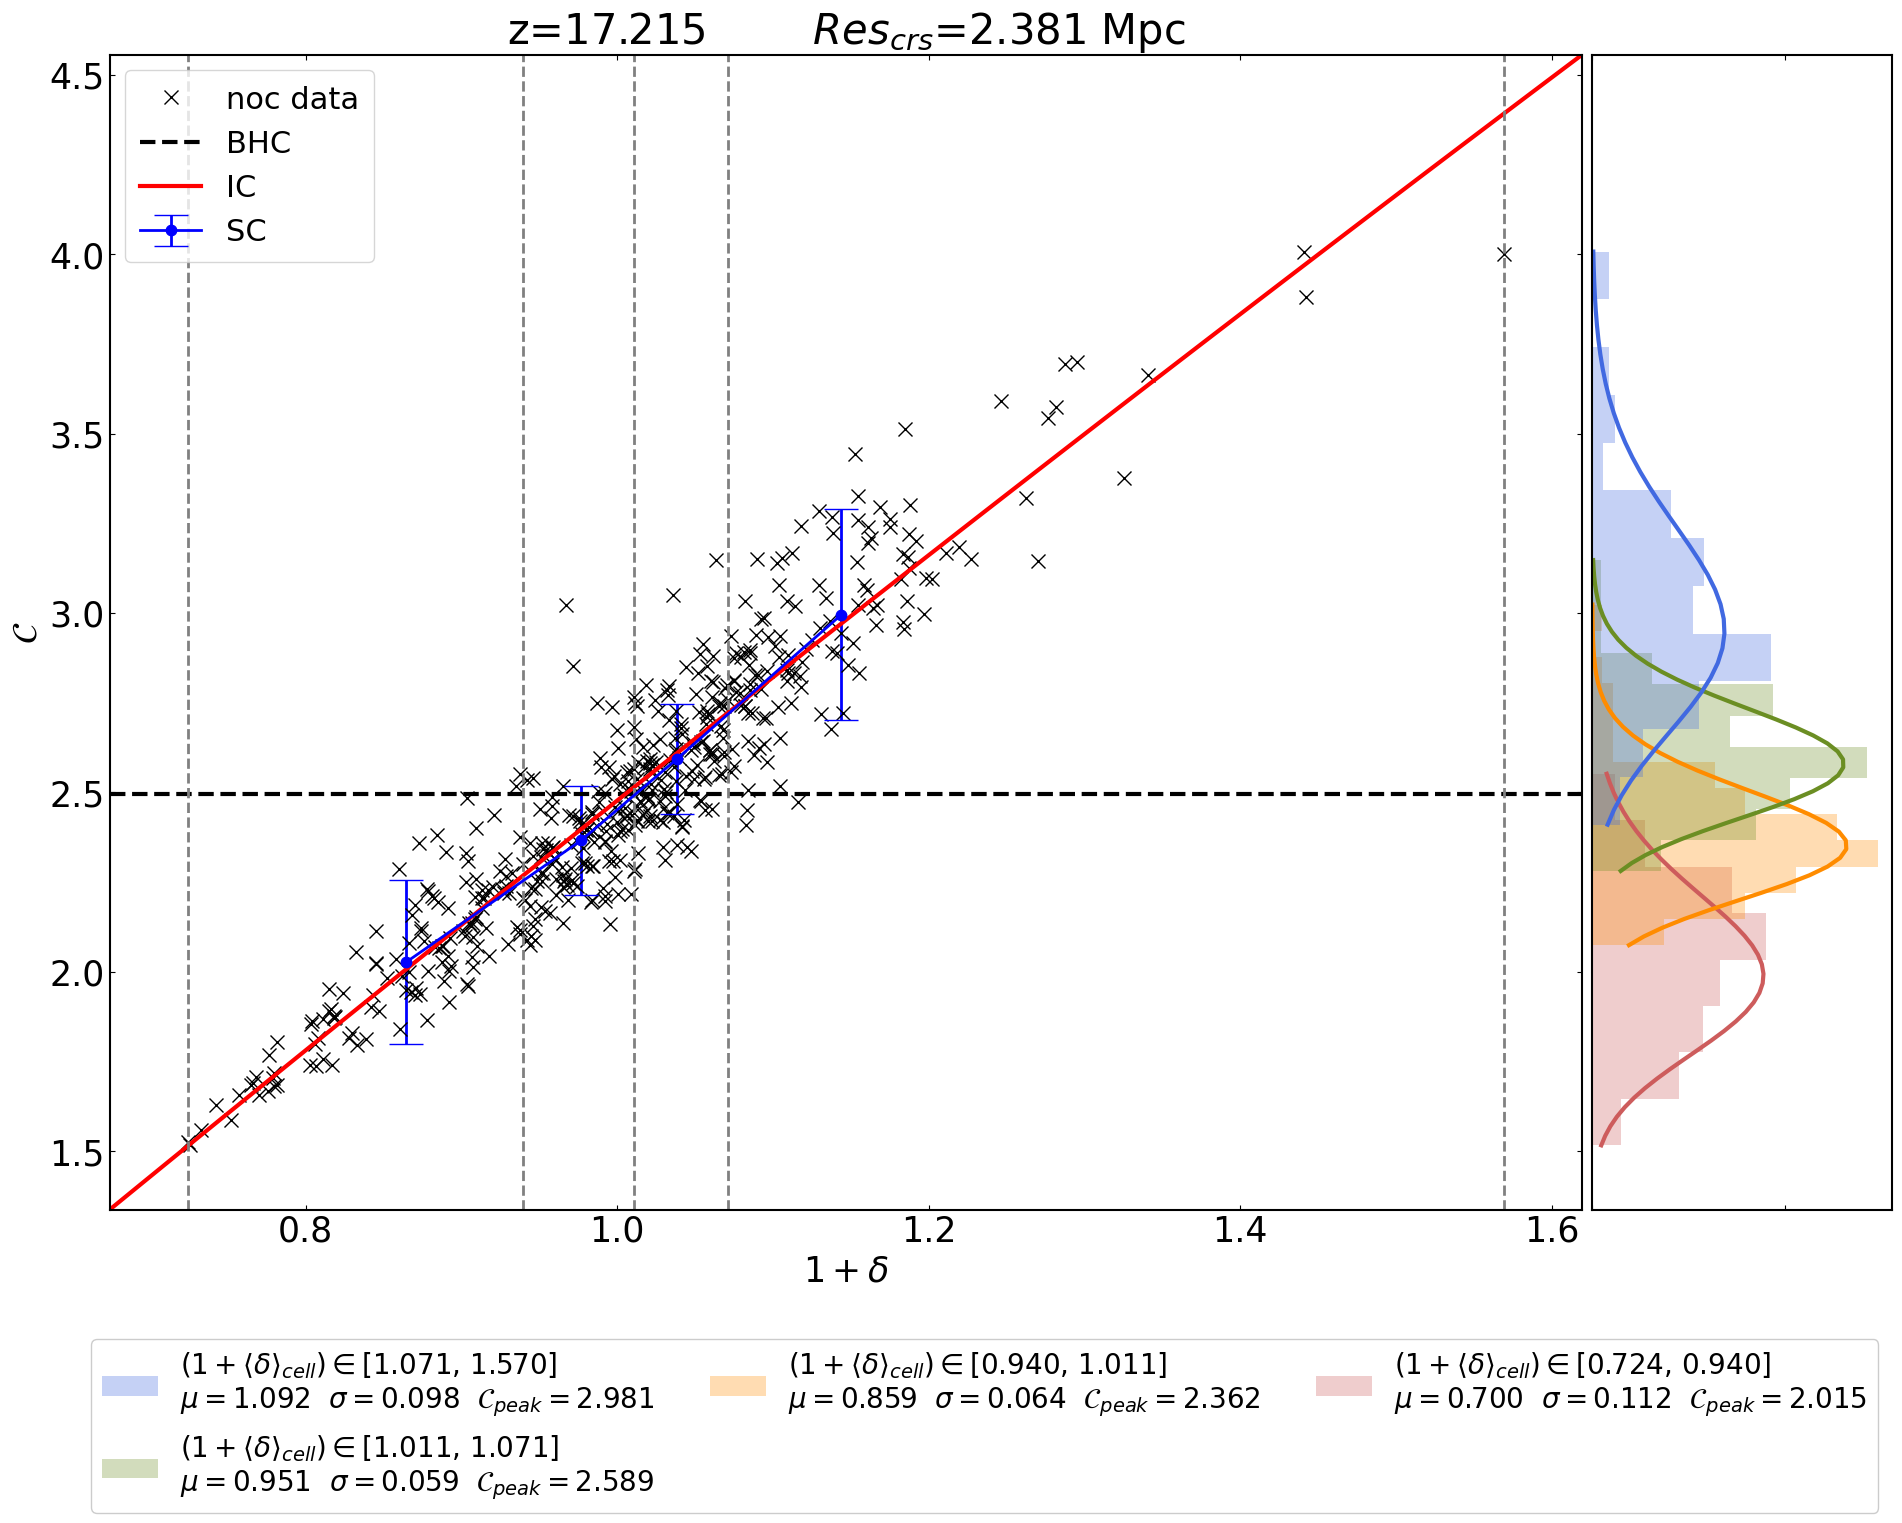 z=17.215 Res_crs=2.381 Mpc
noc data
BHC
IC
SC
4.5
4.0
3.5
3.0
2.5
2.0
1.5
𝒞
0.8 1.0 1.2 1.4 1.6
1 + δ
(1 + ⟨δ⟩_cell) ∈ [1.071, 1.570]
μ = 1.092 σ = 0.098 𝒞_peak = 2.981
(1 + ⟨δ⟩_cell) ∈ [1.011, 1.071]
μ = 0.951 σ = 0.059 𝒞_peak = 2.589
(1 + ⟨δ⟩_cell) ∈ [0.940, 1.011]
μ = 0.859 σ = 0.064 𝒞_peak = 2.362
(1 + ⟨δ⟩_cell) ∈ [0.724, 0.940]
μ = 0.700 σ = 0.112 𝒞_peak = 2.015